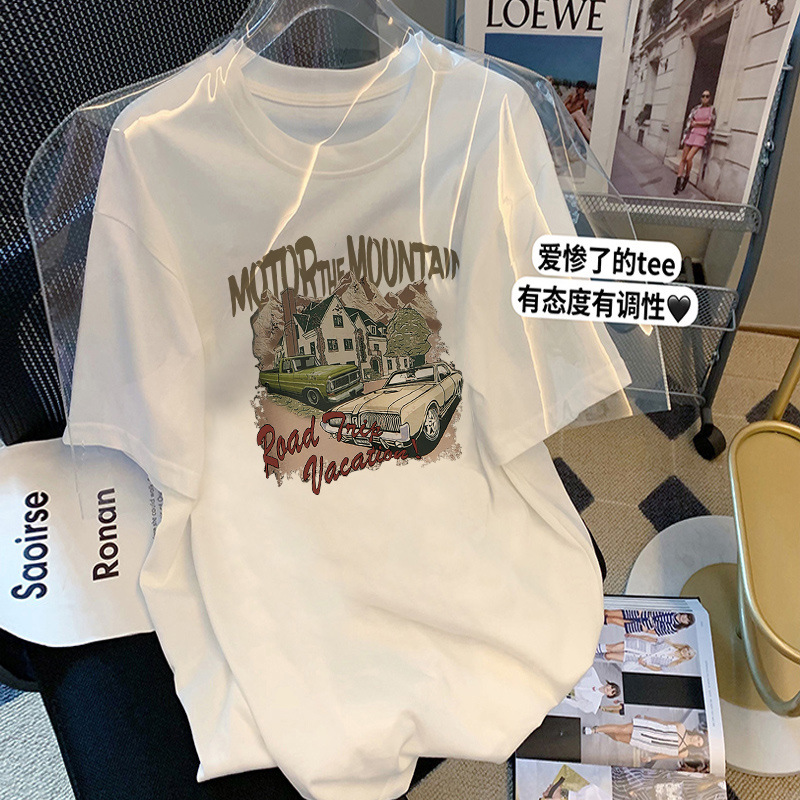 LOEWE
爱惨了的tee
有态度有调性🖤
MOTOR THE MOUNTAIN
Road Trip
Vacation!
Saoirse
Ronan